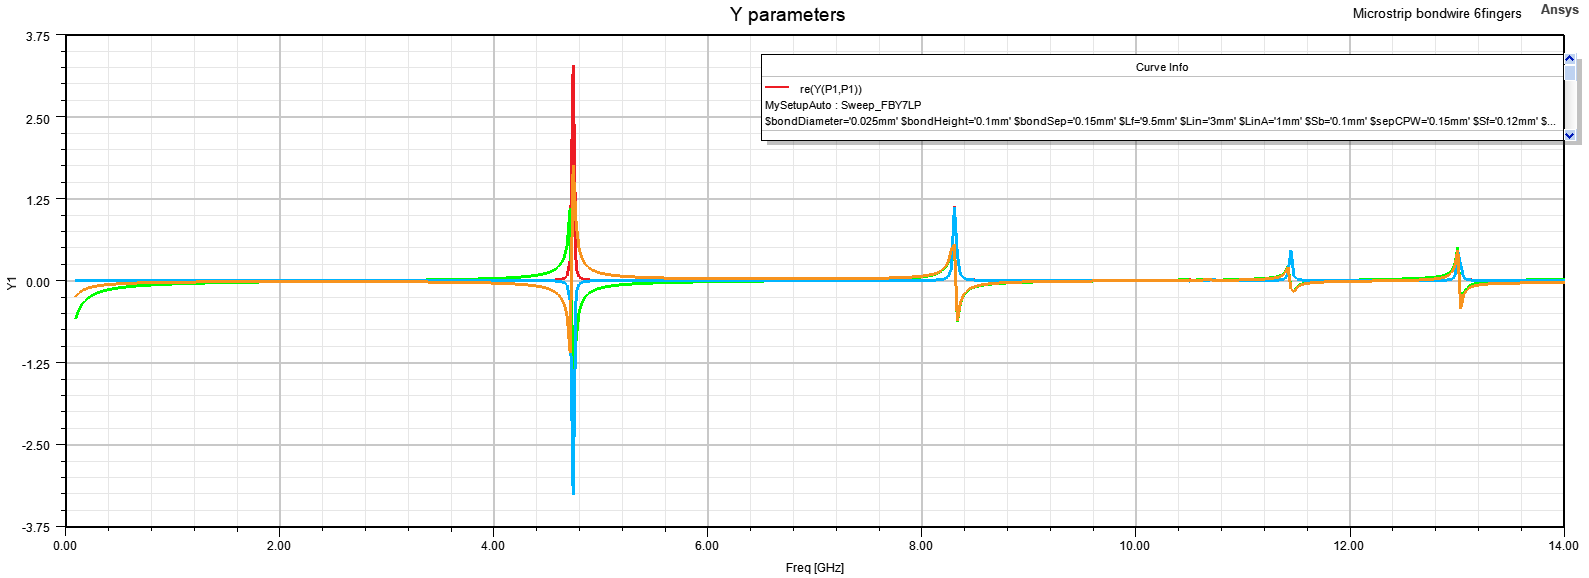 Y parameters
Microstrip bondwire 6fingers
Ansys
Curve Info
re(Y(P1,P1))
MySetupAuto : Sweep_FBY7LP
$bondDiameter='0.025mm' $bondHeight='0.1mm' $bondSep='0.15mm' $Lf='9.5mm' $Lin='3mm' $LinA='1mm' $Sb='0.1mm' $sepCPW='0.15mm' $Sf='0.12mm' $...
3.75
2.50
1.25
0.00
-1.25
-2.50
-3.75
Y1
0.00 2.00 4.00 6.00 8.00 10.00 12.00 14.00
Freq [GHz]